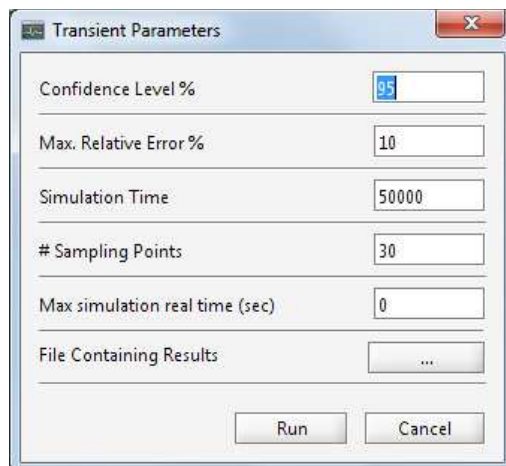 Transient Parameters
Confidence Level % 95
Max. Relative Error % 10
Simulation Time 50000
# Sampling Points 30
Max simulation real time (sec) 0
File Containing Results ...
Run Cancel